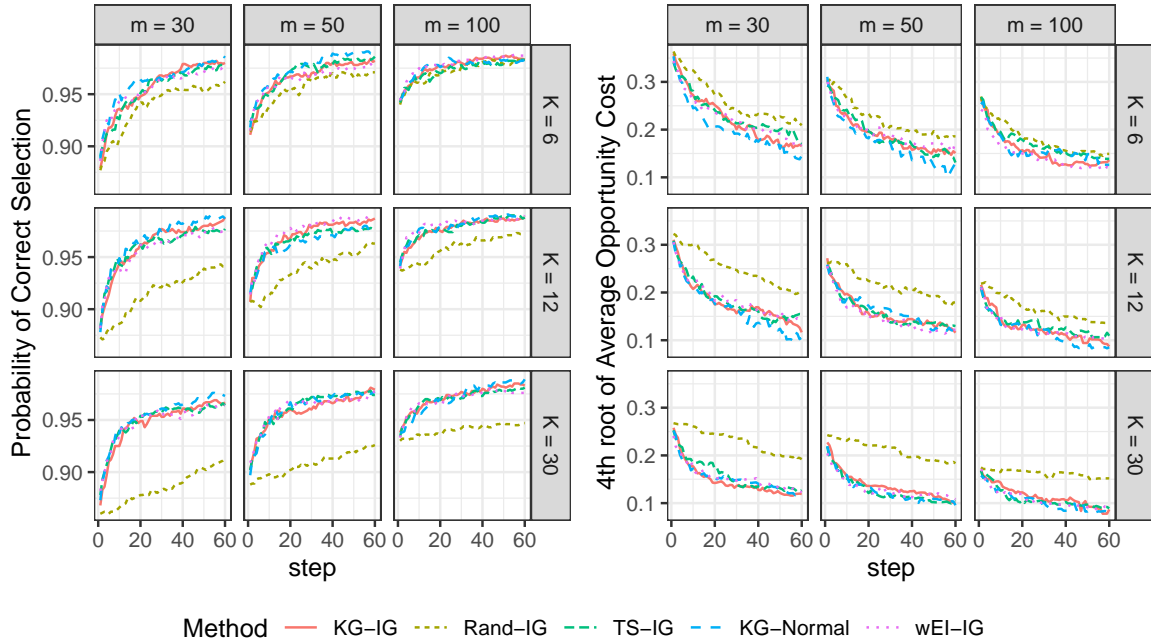 m = 30
m = 50
m = 100
Probability of Correct Selection
0.95
0.90
K = 6
0.95
0.90
K = 12
0.95
0.90
K = 30
0 20 40 60
0 20 40 60
0 20 40 60
step
m = 30
m = 50
m = 100
4th root of Average Opportunity Cost
0.3
0.2
0.1
K = 6
0.3
0.2
0.1
K = 12
0.3
0.2
0.1
K = 30
0 20 40 60
0 20 40 60
0 20 40 60
step
Method KG−IG Rand−IG TS−IG KG−Normal wEI−IG